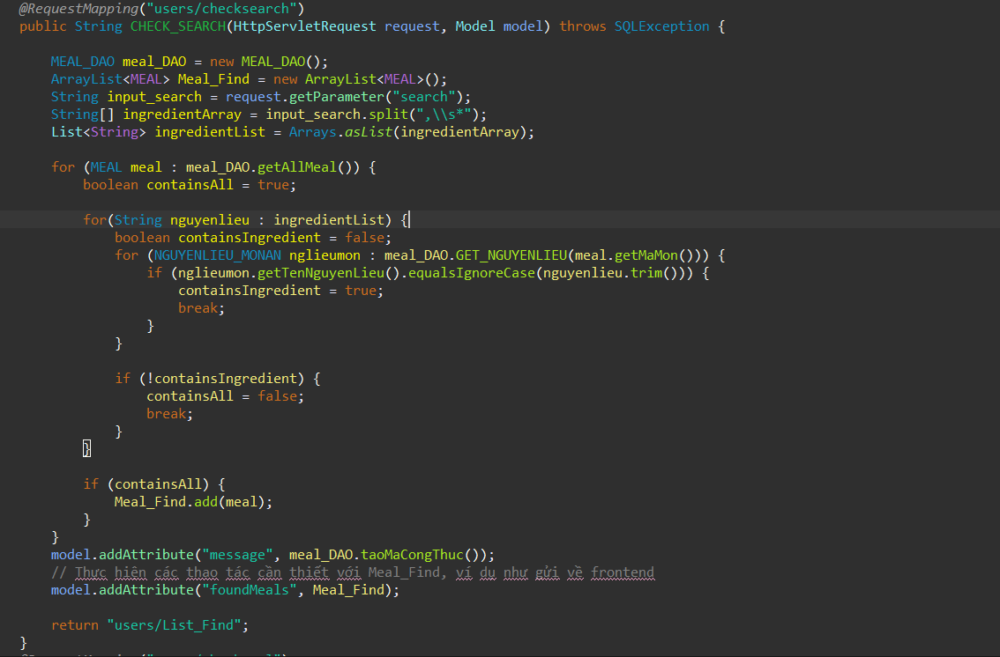 @RequestMapping("users/checksearch")
public String CHECK_SEARCH(HttpServletRequest request, Model model) throws SQLException {
MEAL_DAO meal_DAO = new MEAL_DAO();
ArrayList<MEAL> Meal_Find = new ArrayList<MEAL>();
String input_search = request.getParameter("search");
String[] ingredientArray = input_search.split(",\\s*");
List<String> ingredientList = Arrays.asList(ingredientArray);
for (MEAL meal : meal_DAO.getAllMeal()) {
boolean containsAll = true;
for(String nguyenlieu : ingredientList) {
boolean containsIngredient = false;
for (NGUYENLIEU_MONAN nglieumon : meal_DAO.GET_NGUYENLIEU(meal.getMaMon())) {
if (nglieumon.getTenNguyenLieu().equalsIgnoreCase(nguyenlieu.trim())) {
containsIngredient = true;
break;
}
}
if (!containsIngredient) {
containsAll = false;
break;
}
}
if (containsAll) {
Meal_Find.add(meal);
}
}
model.addAttribute("message", meal_DAO.taoMaCongThuc());
// Thực hiện các thao tác cần thiết với Meal_Find, ví dụ như gửi về frontend
model.addAttribute("foundMeals", Meal_Find);
return "users/List_Find";
}